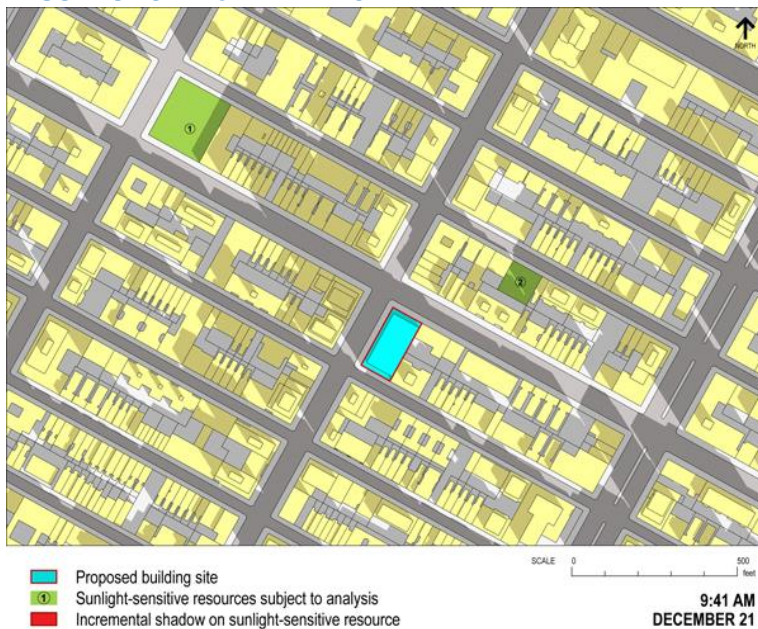 NORTH
①
②
Proposed building site
① Sunlight-sensitive resources subject to analysis
Incremental shadow on sunlight-sensitive resource
SCALE 0 500
feet
9:41 AM
DECEMBER 21